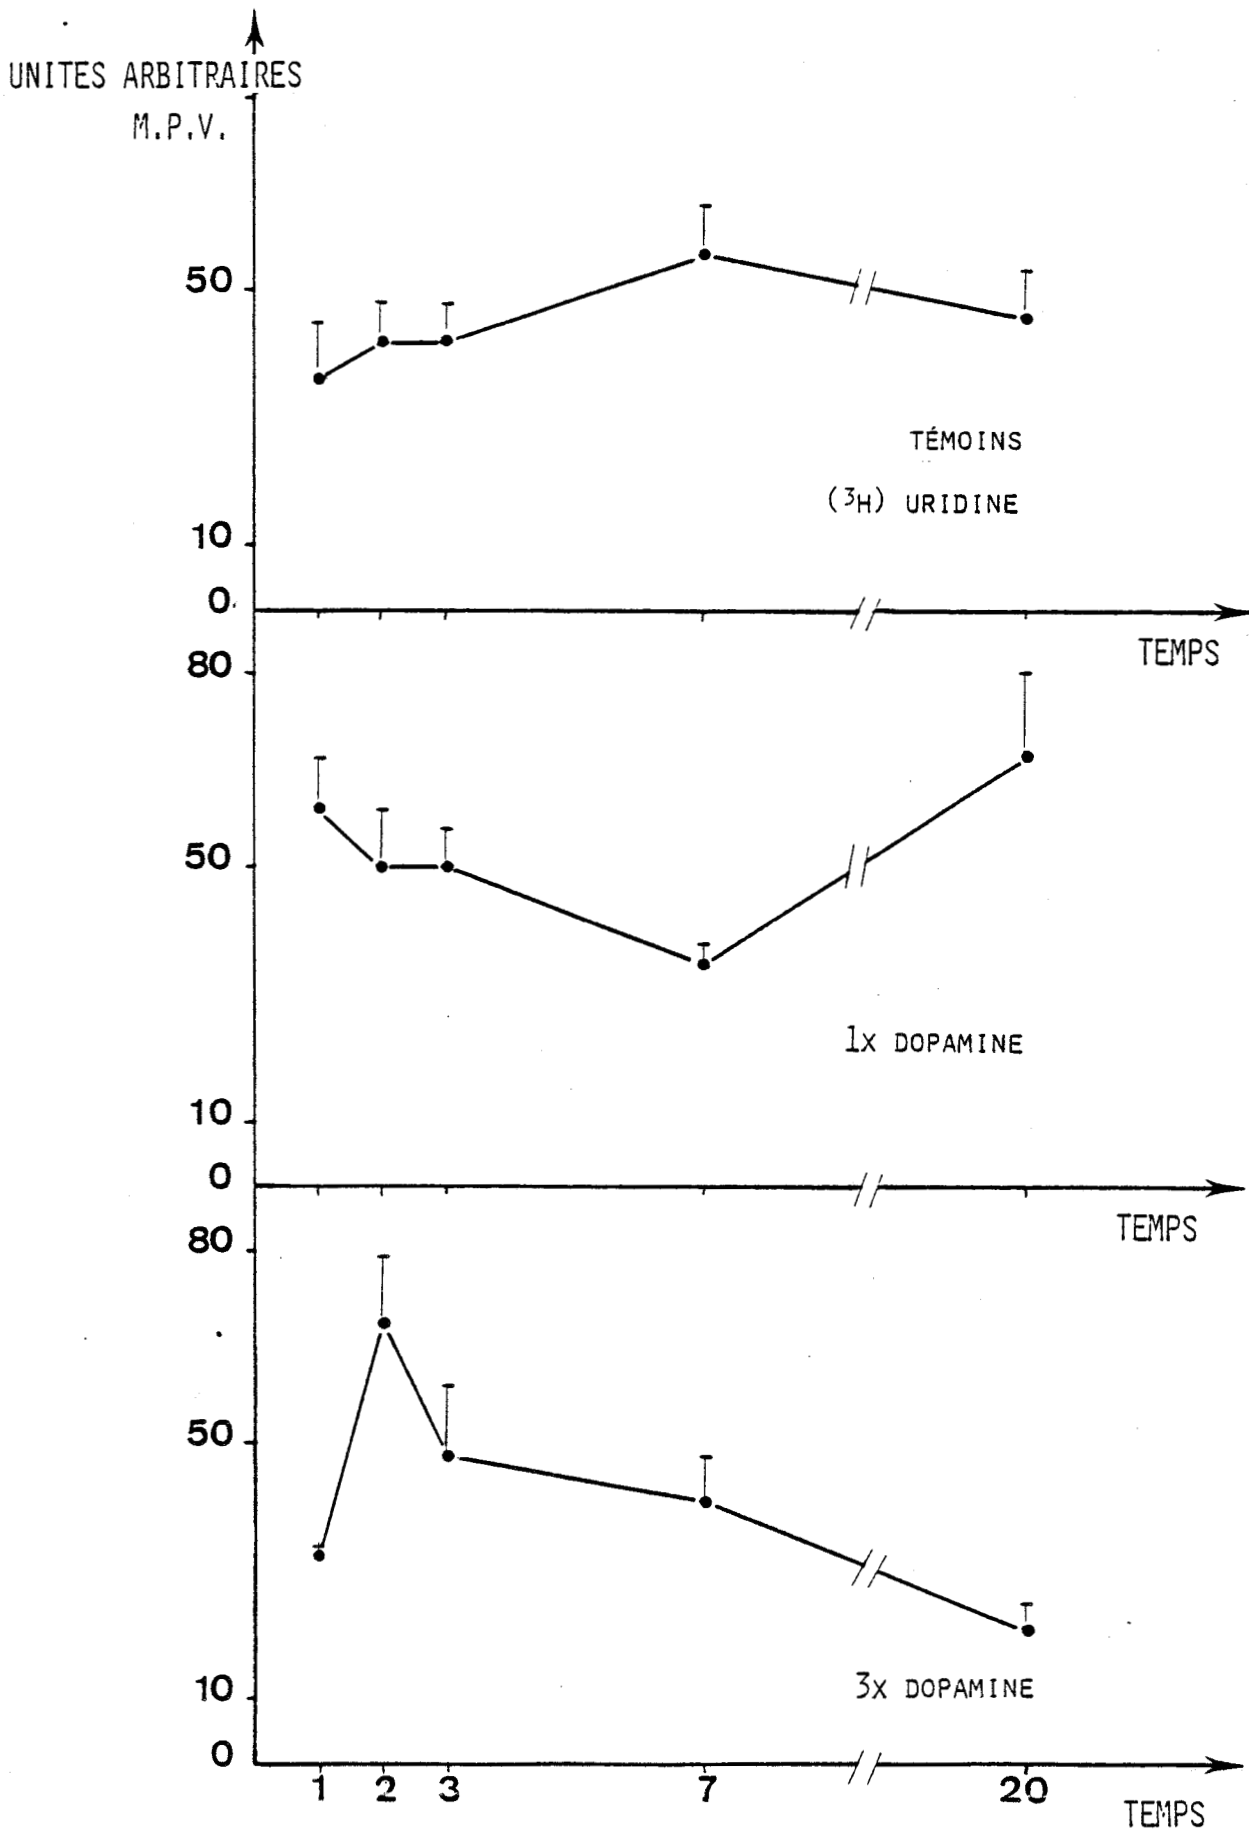 UNITES ARBITRAIRES
M.P.V.
50
TÉMOINS
(³H) URIDINE
10
0
TEMPS
80
50
1x DOPAMINE
10
0
TEMPS
80
50
3x DOPAMINE
10
0
1 2 3 7 20
TEMPS